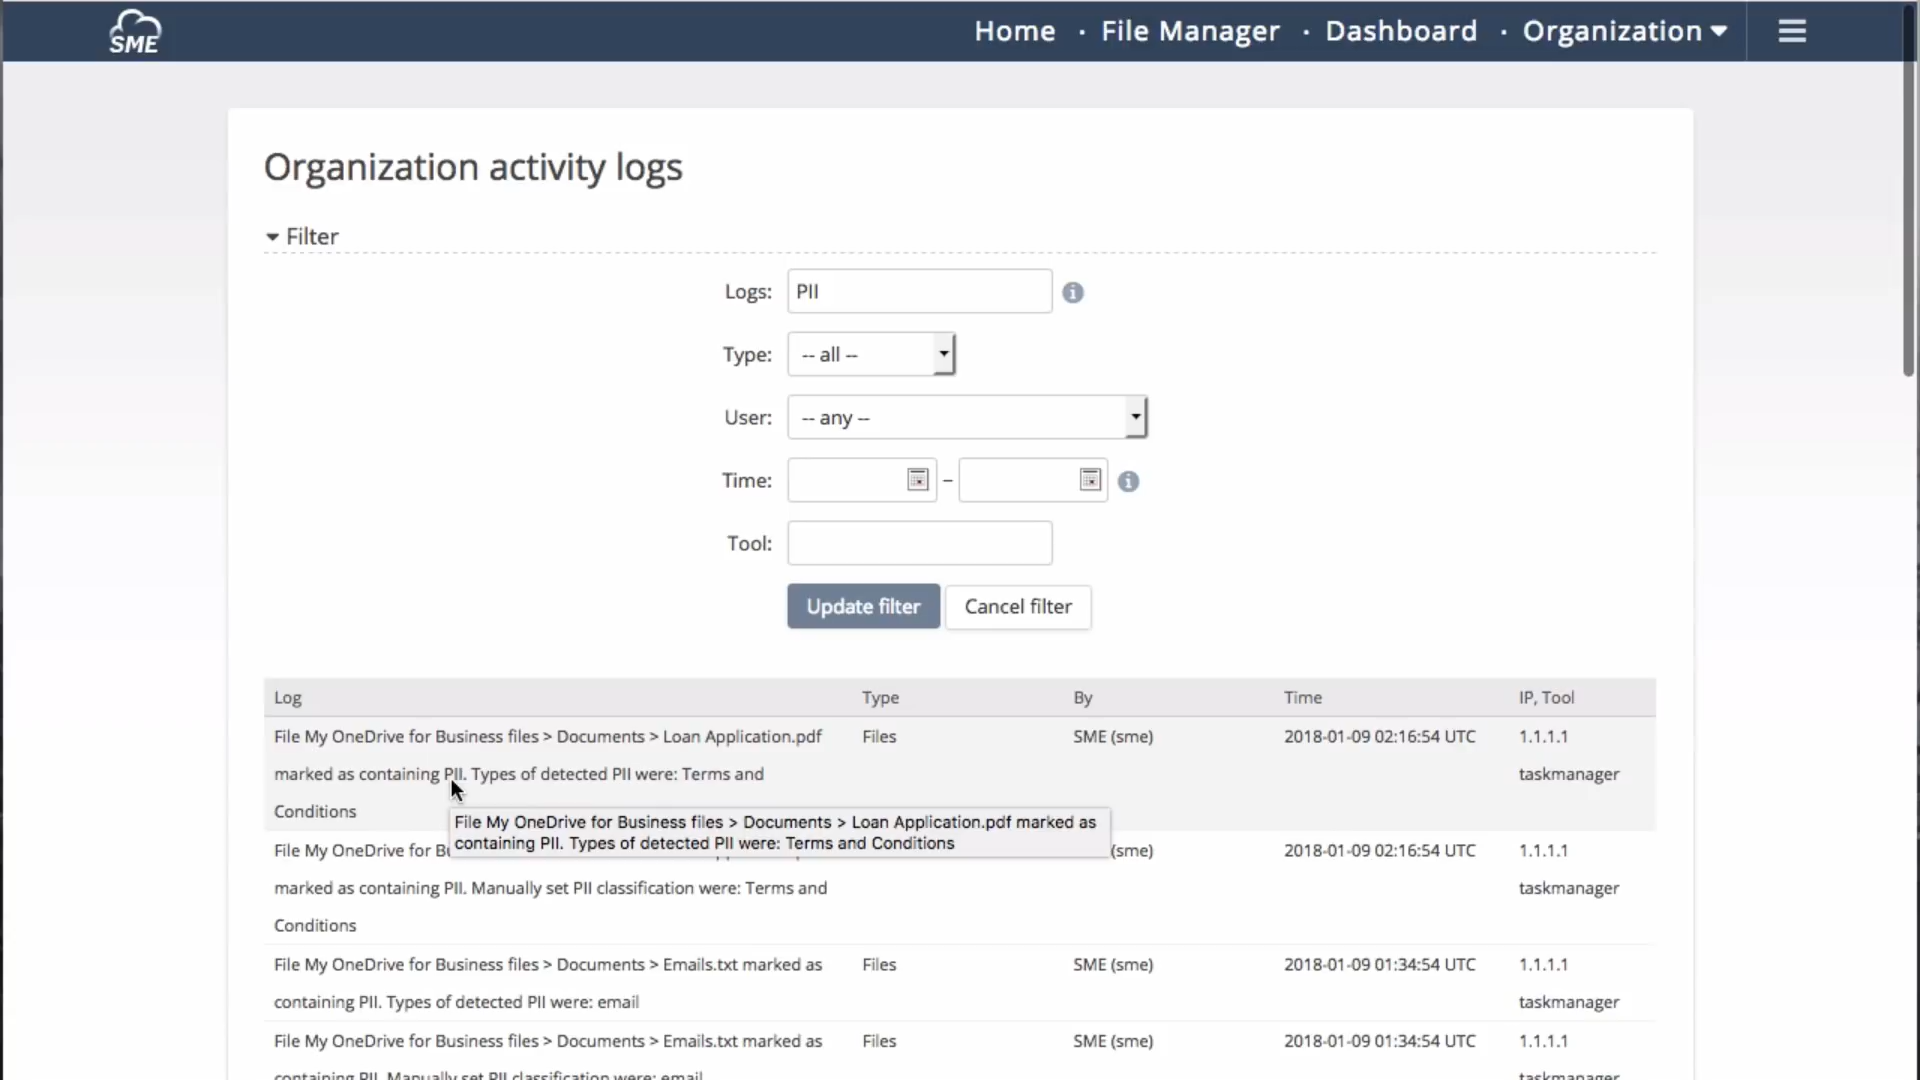 SME
Home · File Manager · Dashboard · Organization
Organization activity logs
Filter
Logs: PII
Type: -- all --
User: -- any --
Time: –
Tool:
Update filter Cancel filter
Log Type By Time IP, Tool
File My OneDrive for Business files > Documents > Loan Application.pdf Files SME (sme) 2018-01-09 02:16:54 UTC 1.1.1.1
marked as containing PII. Types of detected PII were: Terms and taskmanager
Conditions
File My OneDrive for Business files > Documents > Loan Application.pdf marked as
containing PII. Types of detected PII were: Terms and Conditions
File My OneDrive for (sme) 2018-01-09 02:16:54 UTC 1.1.1.1
marked as containing PII. Manually set PII classification were: Terms and taskmanager
Conditions
File My OneDrive for Business files > Documents > Emails.txt marked as Files SME (sme) 2018-01-09 01:34:54 UTC 1.1.1.1
containing PII. Types of detected PII were: email taskmanager
File My OneDrive for Business files > Documents > Emails.txt marked as Files SME (sme) 2018-01-09 01:34:54 UTC 1.1.1.1
containing PII. Manually set PII classification were: email taskmanager